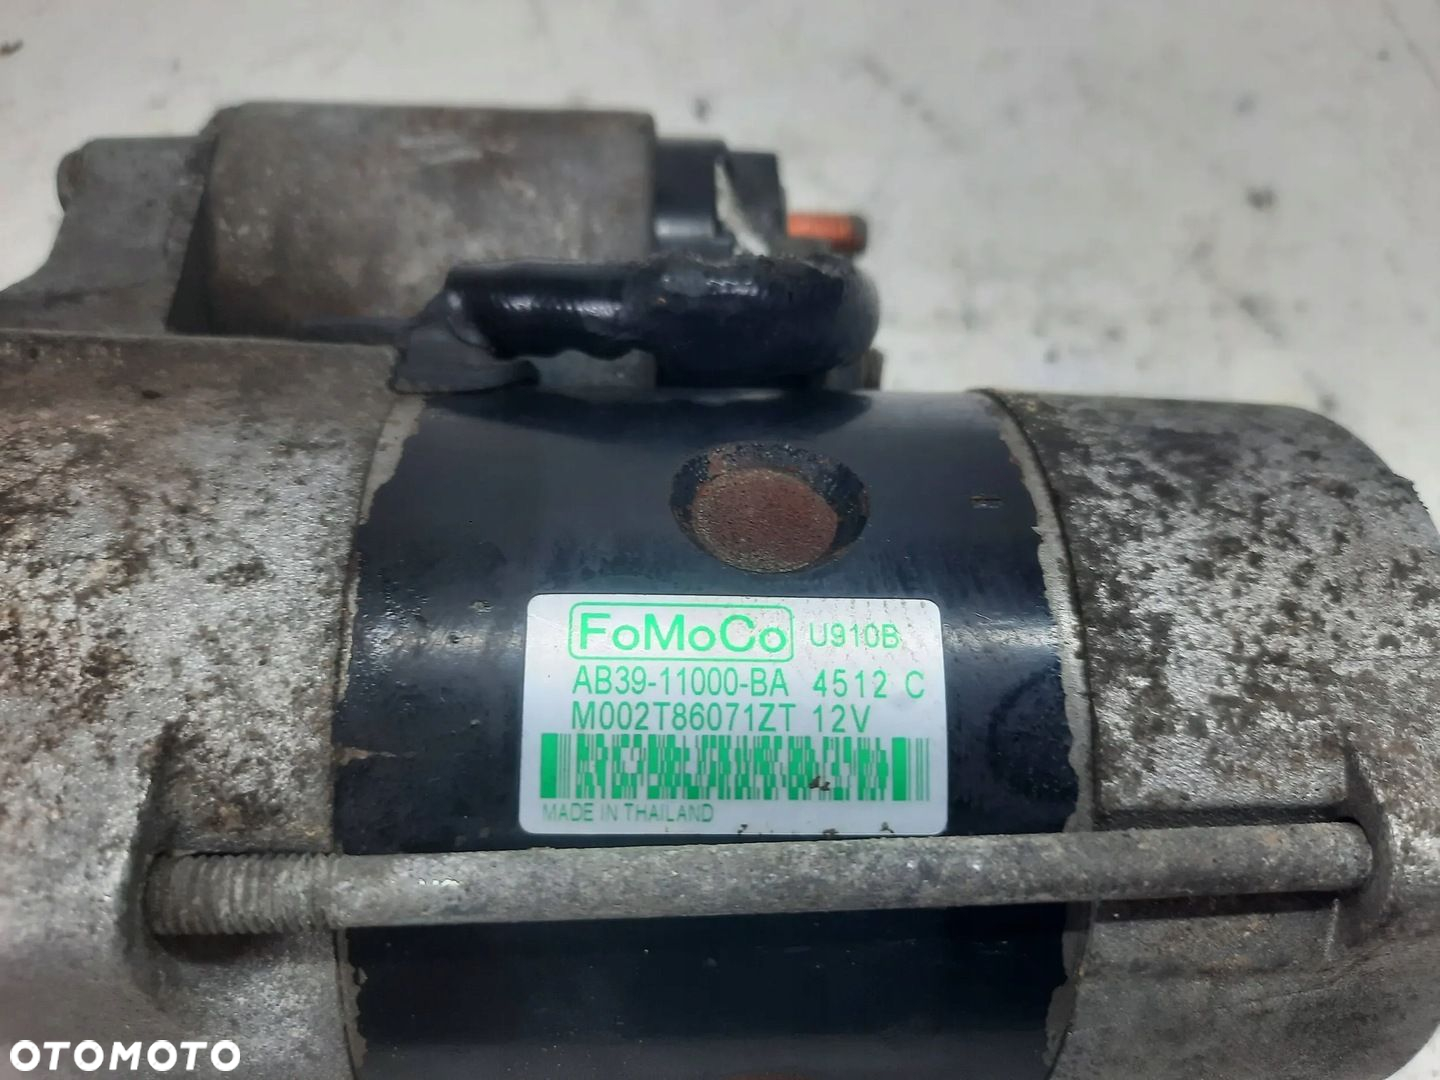 FoMoCo U910B
AB39-11000-BA 4512 C
M002T86071ZT 12V
MADE IN THAILAND
OTOMOTO